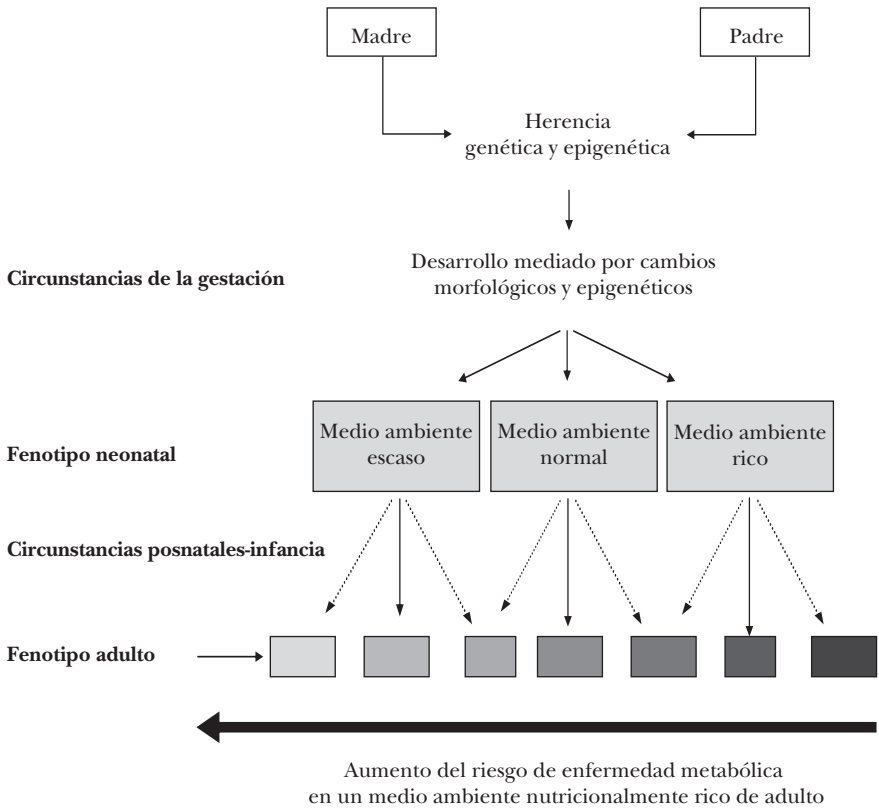 Madre
Padre
Herencia
genética y epigenética
Circunstancias de la gestación
Desarrollo mediado por cambios
morfológicos y epigenéticos
Fenotipo neonatal
Medio ambiente
escaso
Medio ambiente
normal
Medio ambiente
rico
Circunstancias posnatales-infancia
Fenotipo adulto
Aumento del riesgo de enfermedad metabólica
en un medio ambiente nutricionalmente rico de adulto